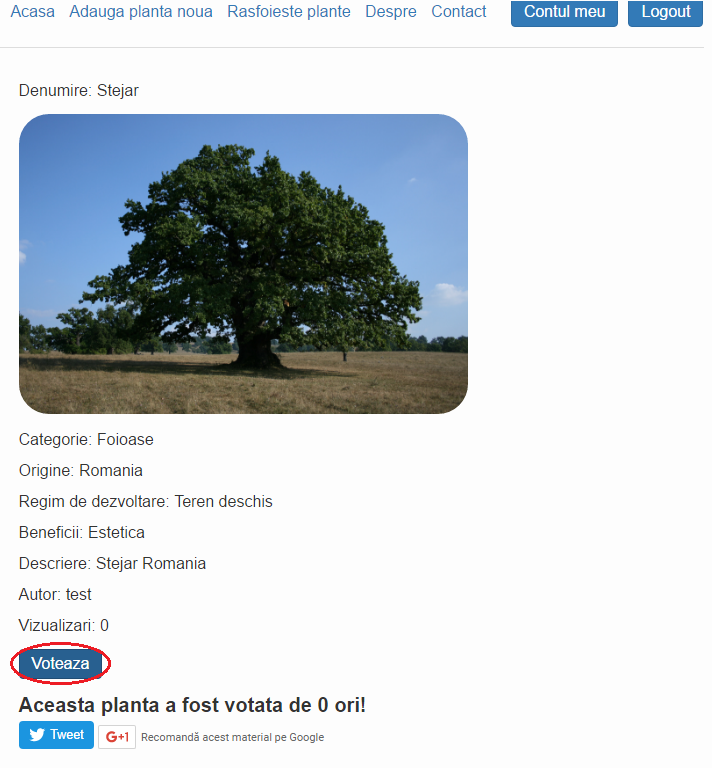 Acasa Adauga planta noua Rasfoieste plante Despre Contact Contul meu Logout
Denumire: Stejar
Categorie: Foioase
Origine: Romania
Regim de dezvoltare: Teren deschis
Beneficii: Estetica
Descriere: Stejar Romania
Autor: test
Vizualizari: 0
Voteaza
Aceasta planta a fost votata de 0 ori!
Tweet G+1 Recomandă acest material pe Google